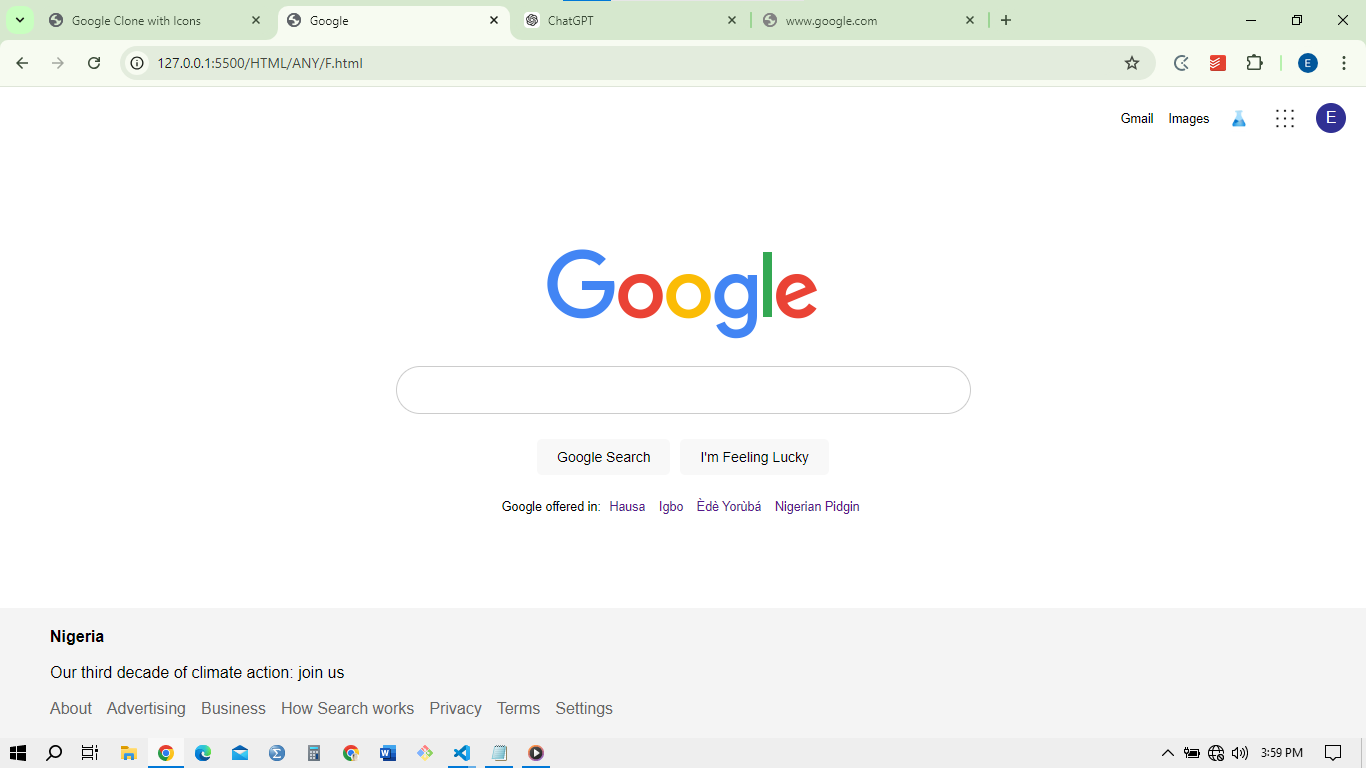 Google Clone with Icons
Google
ChatGPT
www.google.com
127.0.0.1:5500/HTML/ANY/F.html
E
Gmail Images E
Google
Google Search I'm Feeling Lucky
Google offered in: Hausa Igbo Èdè Yorùbá Nigerian Pidgin
Nigeria
Our third decade of climate action: join us
About Advertising Business How Search works Privacy Terms Settings
3:59 PM